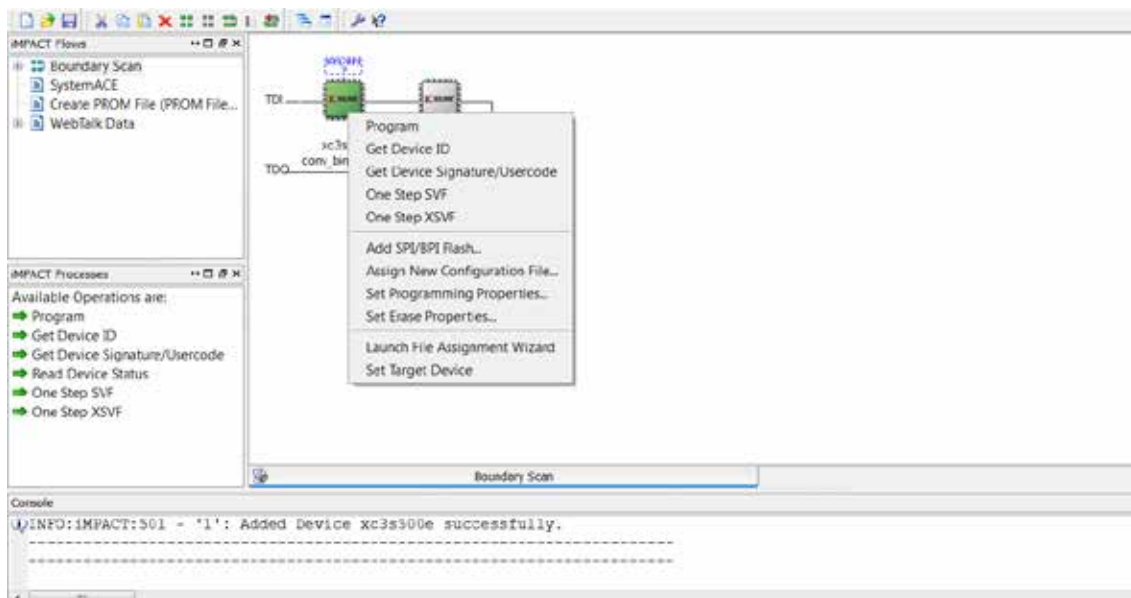 iMPACT Flows
Boundary Scan
SystemACE
Create PROM File (PROM File...
WebTalk Data
TDI
TDO
xc3s
conv_bin
Program
Get Device ID
Get Device Signature/Usercode
One Step SVF
One Step XSVF
Add SPI/BPI Flash...
Assign New Configuration File...
Set Programming Properties...
Set Erase Properties...
Launch File Assignment Wizard
Set Target Device
iMPACT Processes
Available Operations are:
Program
Get Device ID
Get Device Signature/Usercode
Read Device Status
One Step SVF
One Step XSVF
Boundary Scan
Console
INFO:iMPACT:501 - '1': Added Device xc3s500e successfully.